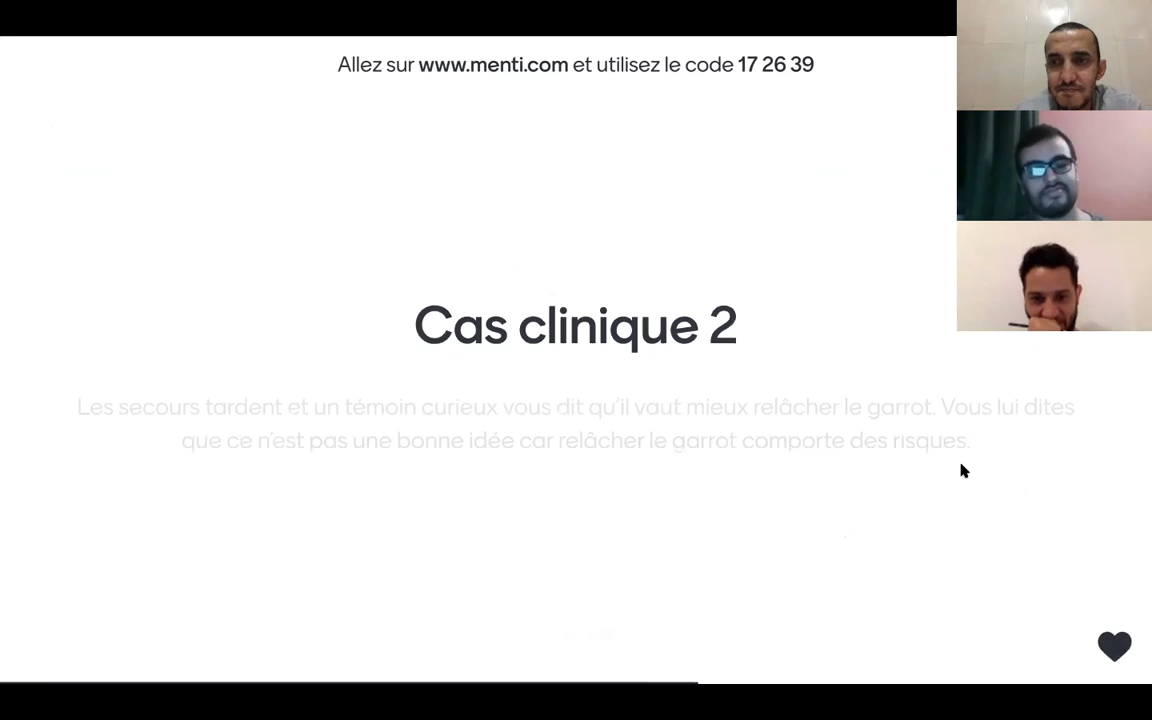 Allez sur www.menti.com et utilisez le code 17 26 39
Cas clinique 2
Les secours tardent et un témoin curieux vous dit qu'il vaut mieux relâcher le garrot. Vous lui dites
que ce n'est pas une bonne idée car relâcher le garrot comporte des risques.